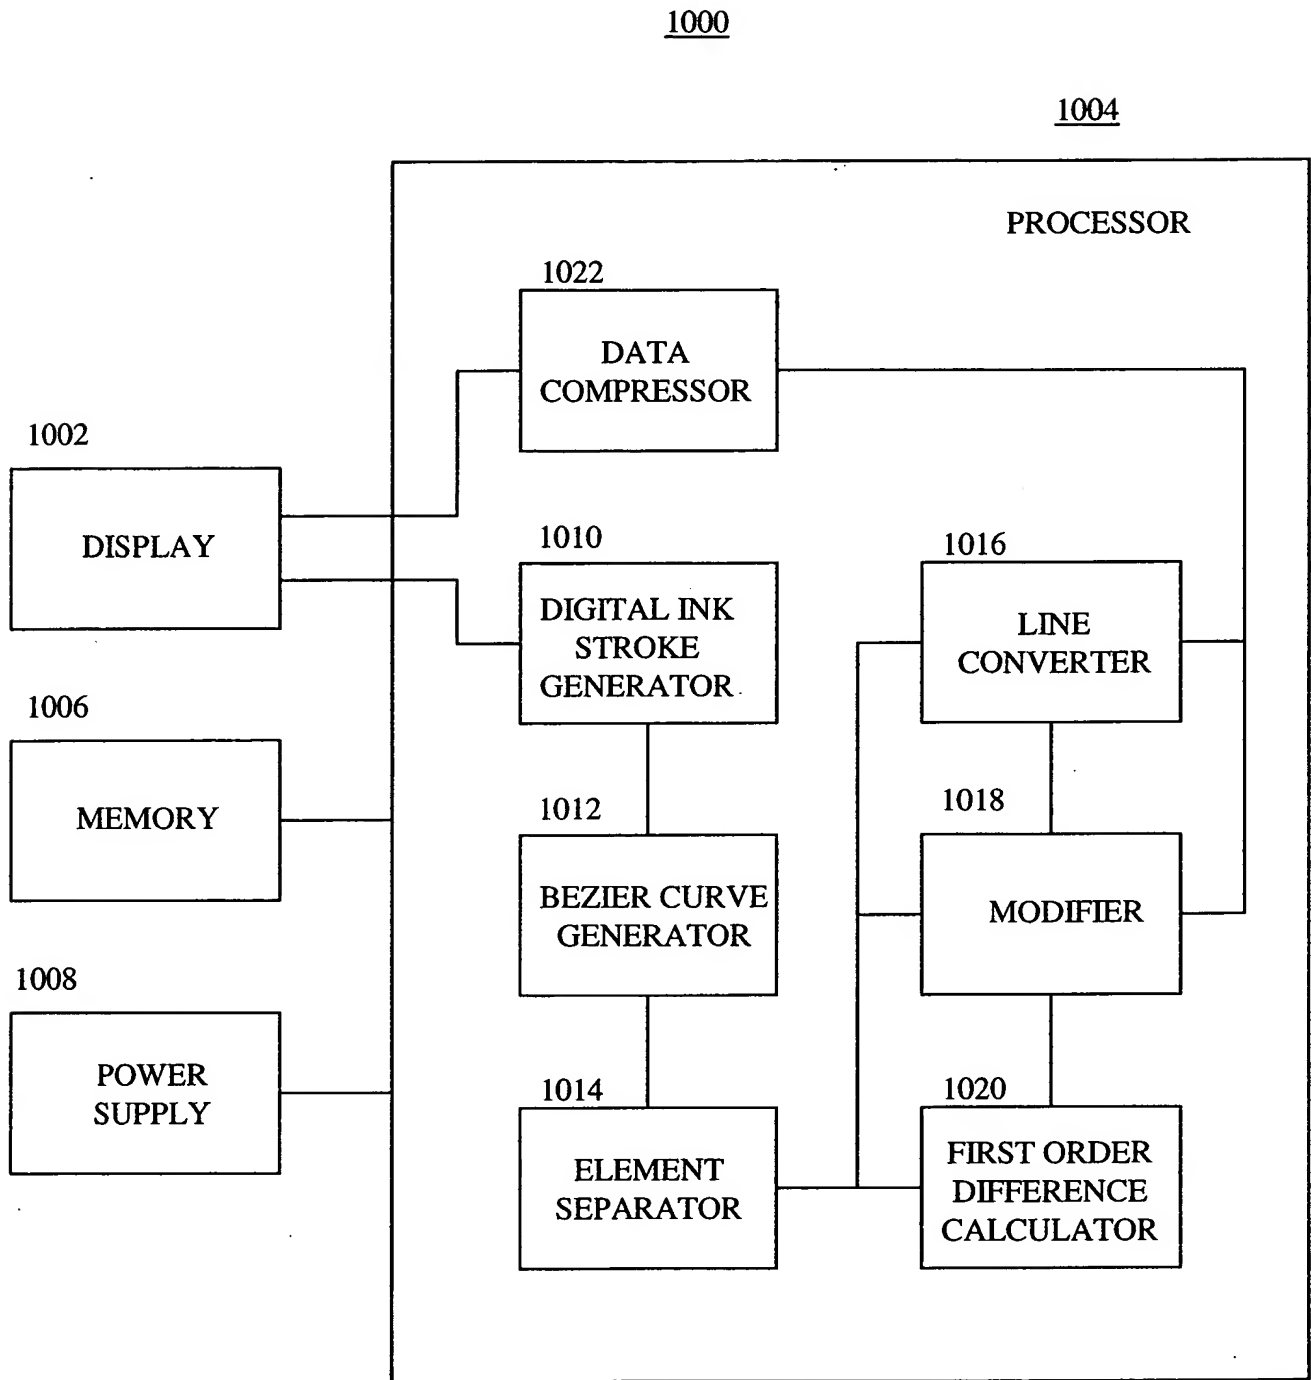 1000
1004
PROCESSOR
1022
DATA
COMPRESSOR
1002
DISPLAY
1010
DIGITAL INK
STROKE
GENERATOR
1016
LINE
CONVERTER
1006
MEMORY
1012
BEZIER CURVE
GENERATOR
1018
MODIFIER
1008
POWER
SUPPLY
1014
ELEMENT
SEPARATOR
1020
FIRST ORDER
DIFFERENCE
CALCULATOR